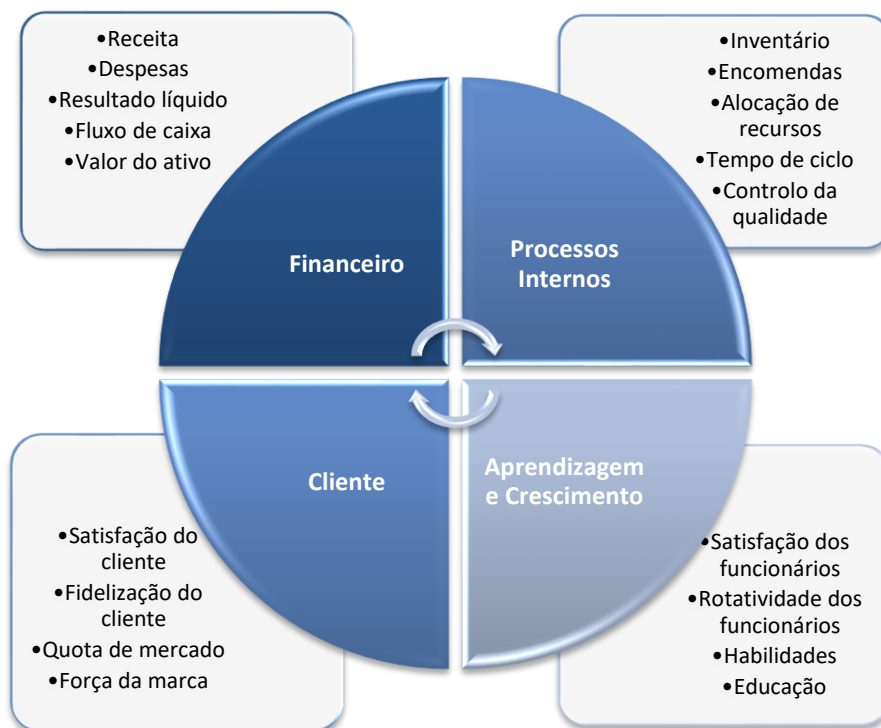 •Receita
•Despesas
•Resultado líquido
•Fluxo de caixa
•Valor do ativo
•Inventário
•Encomendas
•Alocação de
recursos
•Tempo de ciclo
•Controlo da
qualidade
Financeiro
Processos
Internos
Cliente
Aprendizagem
e Crescimento
•Satisfação do
cliente
•Fidelização do
cliente
•Quota de mercado
•Força da marca
•Satisfação dos
funcionários
•Rotatividade dos
funcionários
•Habilidades
•Educação